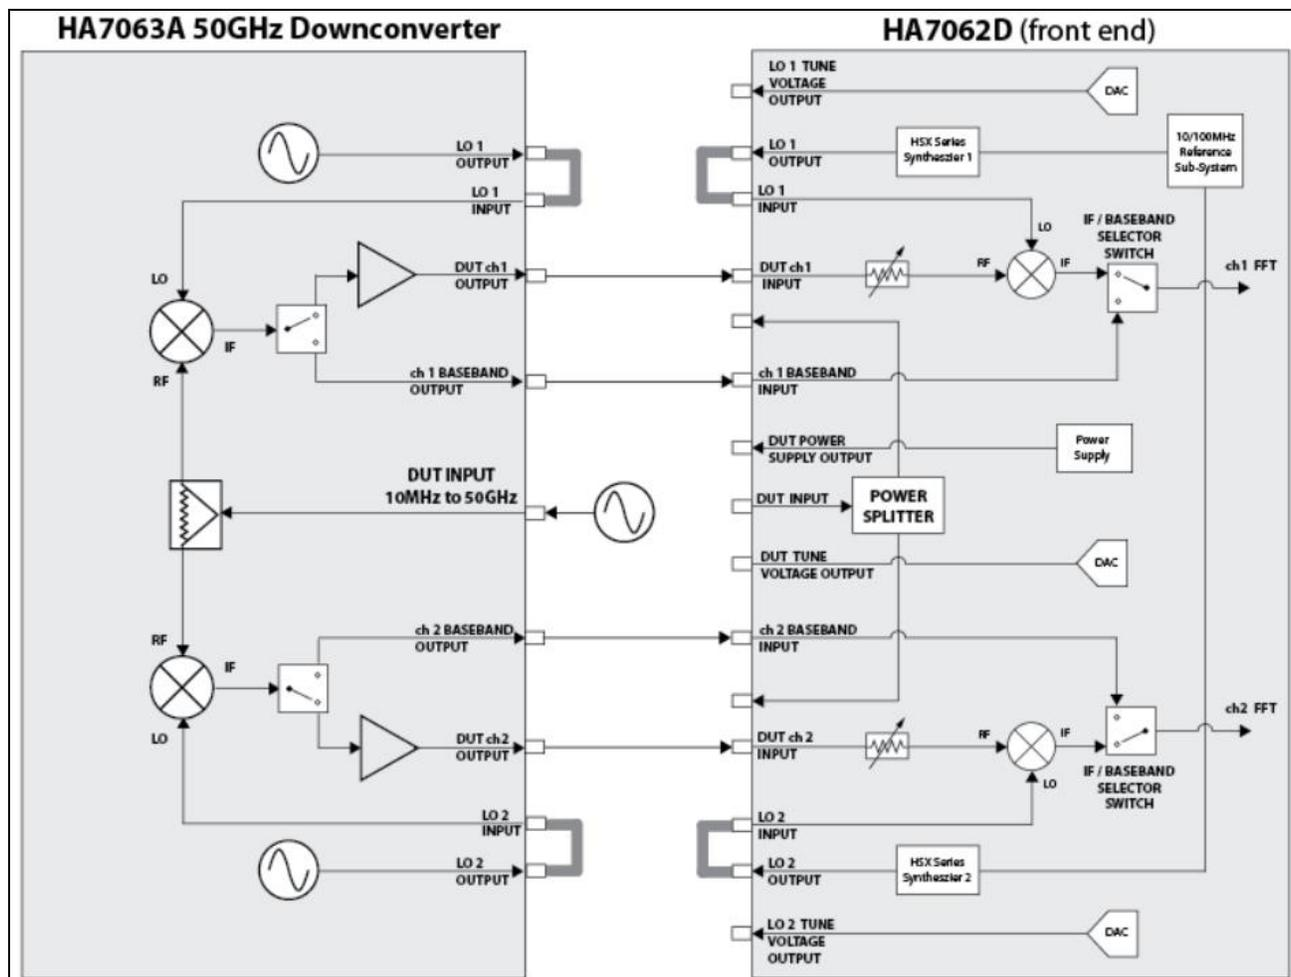 HA7063A 50GHz Downconverter
LO 1
OUTPUT
LO 1
INPUT
LO
DUT ch1
OUTPUT
IF
RF
ch 1 BASEBAND
OUTPUT
DUT INPUT
10MHz to 50GHz
RF
ch 2 BASEBAND
OUTPUT
IF
LO
DUT ch2
OUTPUT
LO 2
INPUT
LO 2
OUTPUT
HA7062D (front end)
LO 1 TUNE
VOLTAGE
OUTPUT
DAC
LO 1
OUTPUT
HSX Series
Syntheszier 1
10/100MHz
Reference
Sub-System
LO 1
INPUT
LO
IF / BASEBAND
SELECTOR
SWITCH
DUT ch1
INPUT
RF
IF
ch1 FFT
ch 1 BASEBAND
INPUT
DUT POWER
SUPPLY OUTPUT
Power
Supply
DUT INPUT
POWER
SPLITTER
DUT TUNE
VOLTAGE OUTPUT
DAC
ch 2 BASEBAND
INPUT
DUT ch 2
INPUT
RF
IF
LO
ch2 FFT
IF / BASEBAND
SELECTOR
SWITCH
LO 2
INPUT
LO 2
OUTPUT
HSX Series
Syntheszier 2
LO 2 TUNE
VOLTAGE
OUTPUT
DAC